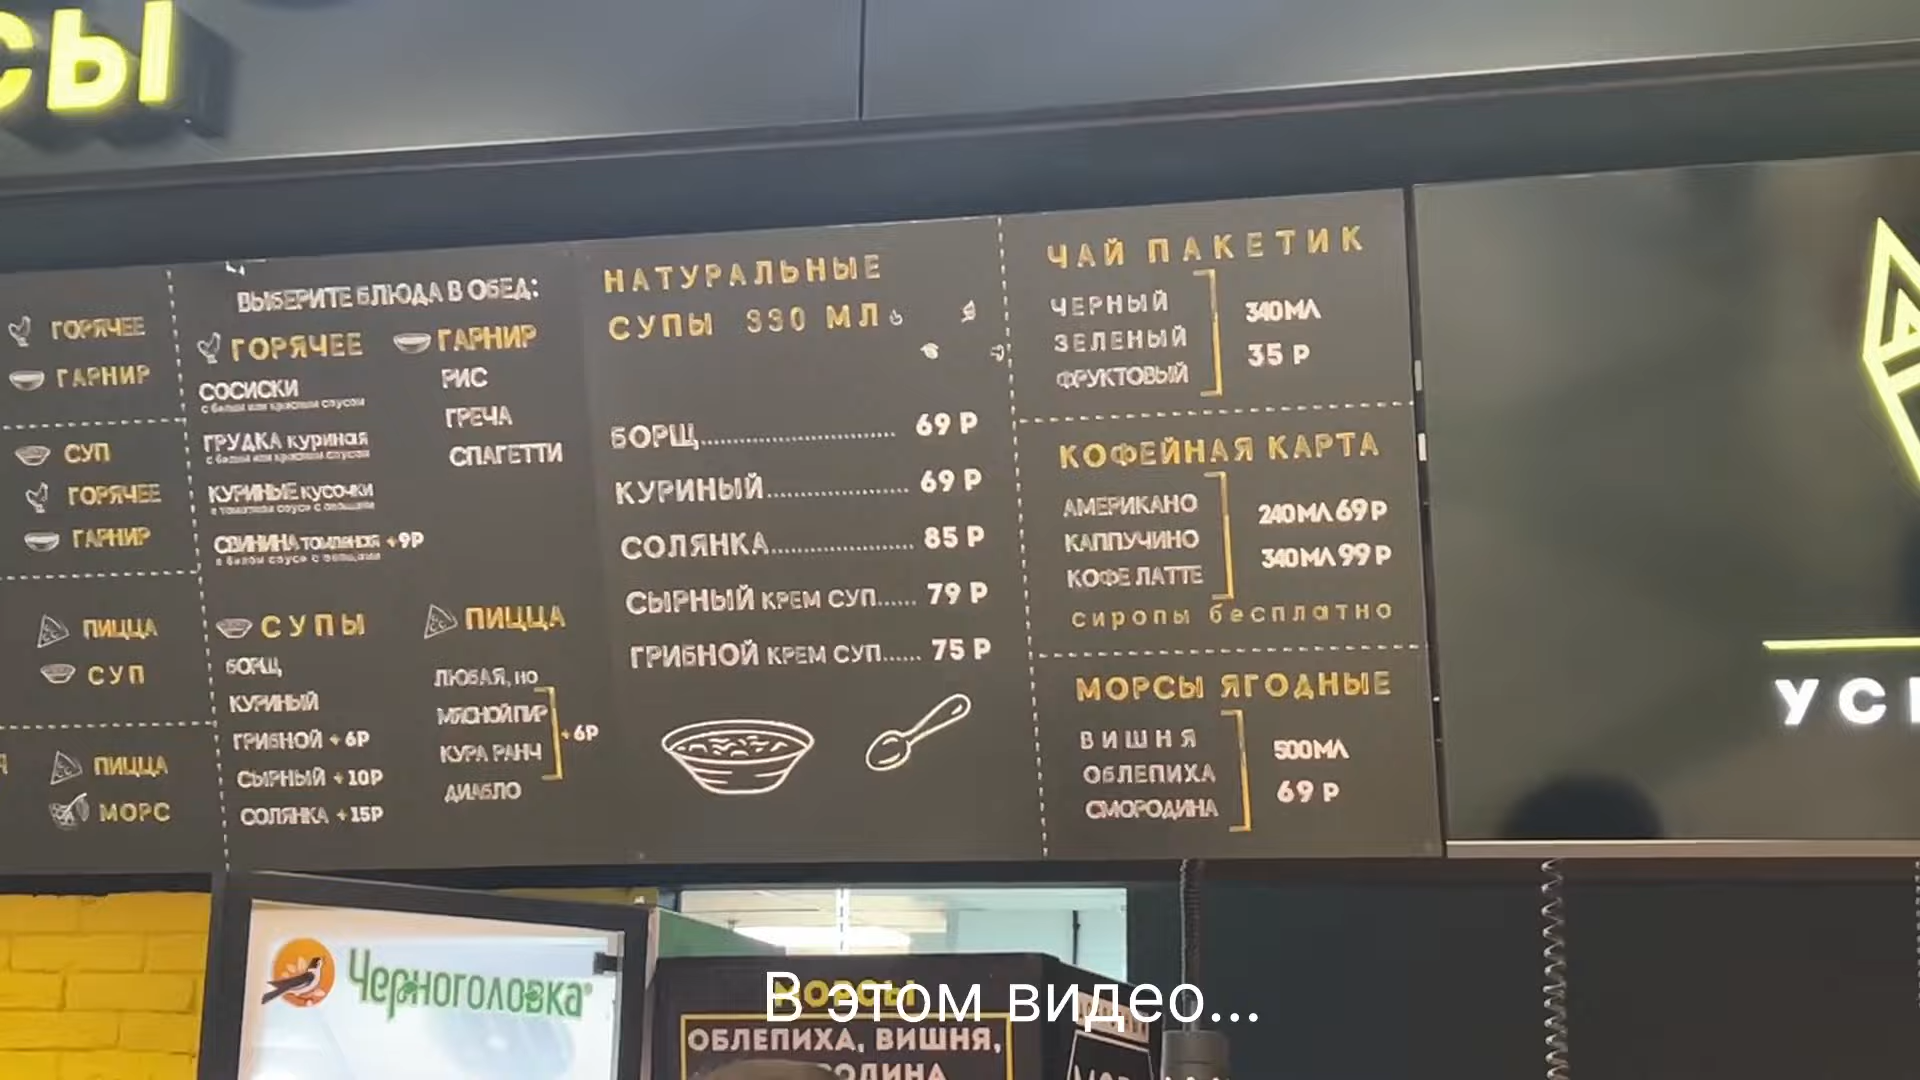 СЫ
ГОРЯЧЕЕ
ГАРНИР
СУП
ГОРЯЧЕЕ
ГАРНИР
ПИЦЦА
СУП
ПИЦЦА
МОРС
ВЫБЕРИТЕ БЛЮДА В ОБЕД:
ГОРЯЧЕЕ
СОСИСКИ
с белым или красным соусом
ГРУДКА куриная
с белым или красным соусом
КУРИНЫЕ кусочки
в томатном соусе с овощами
СВИНИНА томленая +9Р
в белом соусе с овощами
ГАРНИР
РИС
ГРЕЧА
СПАГЕТТИ
СУПЫ
БОРЩ
КУРИНЫЙ
ГРИБНОЙ +6Р
СЫРНЫЙ +10Р
СОЛЯНКА +15Р
ПИЦЦА
ЛЮБАЯ, НО
МЯСНОЙ ПИР
КУРА РАНЧ
+6Р
ДИАБЛО
НАТУРАЛЬНЫЕ
СУПЫ 330 МЛ
БОРЩ.......................... 69 Р
КУРИНЫЙ................... 69 Р
СОЛЯНКА................... 85 Р
СЫРНЫЙ КРЕМ СУП...... 79 Р
ГРИБНОЙ КРЕМ СУП...... 75 Р
ЧАЙ ПАКЕТИК
ЧЕРНЫЙ
ЗЕЛЕНЫЙ
ФРУКТОВЫЙ
340МЛ
35 Р
КОФЕЙНАЯ КАРТА
АМЕРИКАНО
КАППУЧИНО
КОФЕ ЛАТТЕ
240МЛ 69Р
340МЛ 99Р
сиропы бесплатно
МОРСЫ ЯГОДНЫЕ
ВИШНЯ
ОБЛЕПИХА
СМОРОДИНА
500МЛ
69 Р
УС
Черноголовка®
МОРСЫ
ОБЛЕПИХА, ВИШНЯ,
В этом видео...